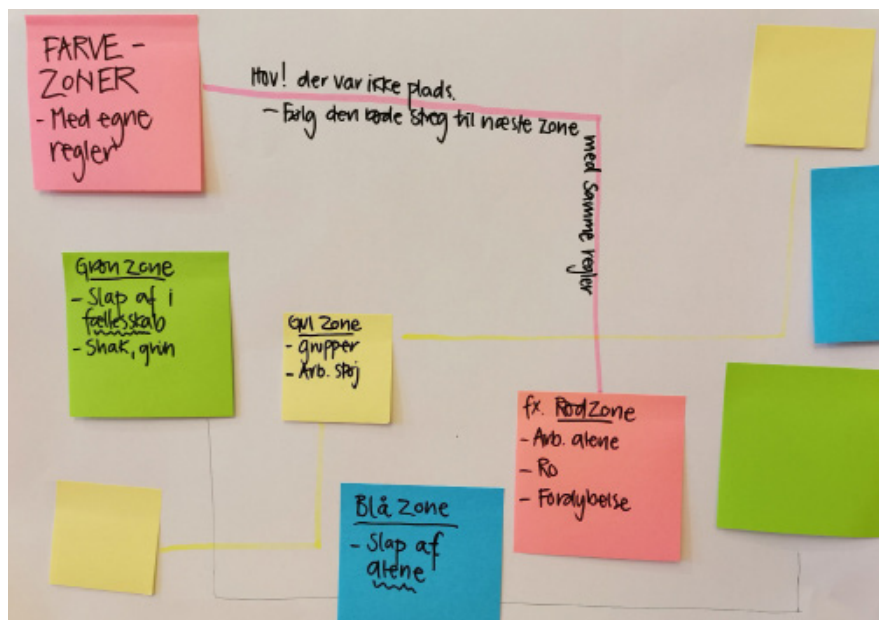 FARVE-
ZONER
- Med egne
regler
Hov! der var ikke plads.
- Følg den røde streg til næste zone
med samme regler
Grøn zone
- Slap af i
fællesskab
- Snak, grin
Gul zone
- grupper
- Arb. støj
fx. Rød Zone
- Arb. alene
- Ro
- Fordybelse
Blå zone
- Slap af
alene